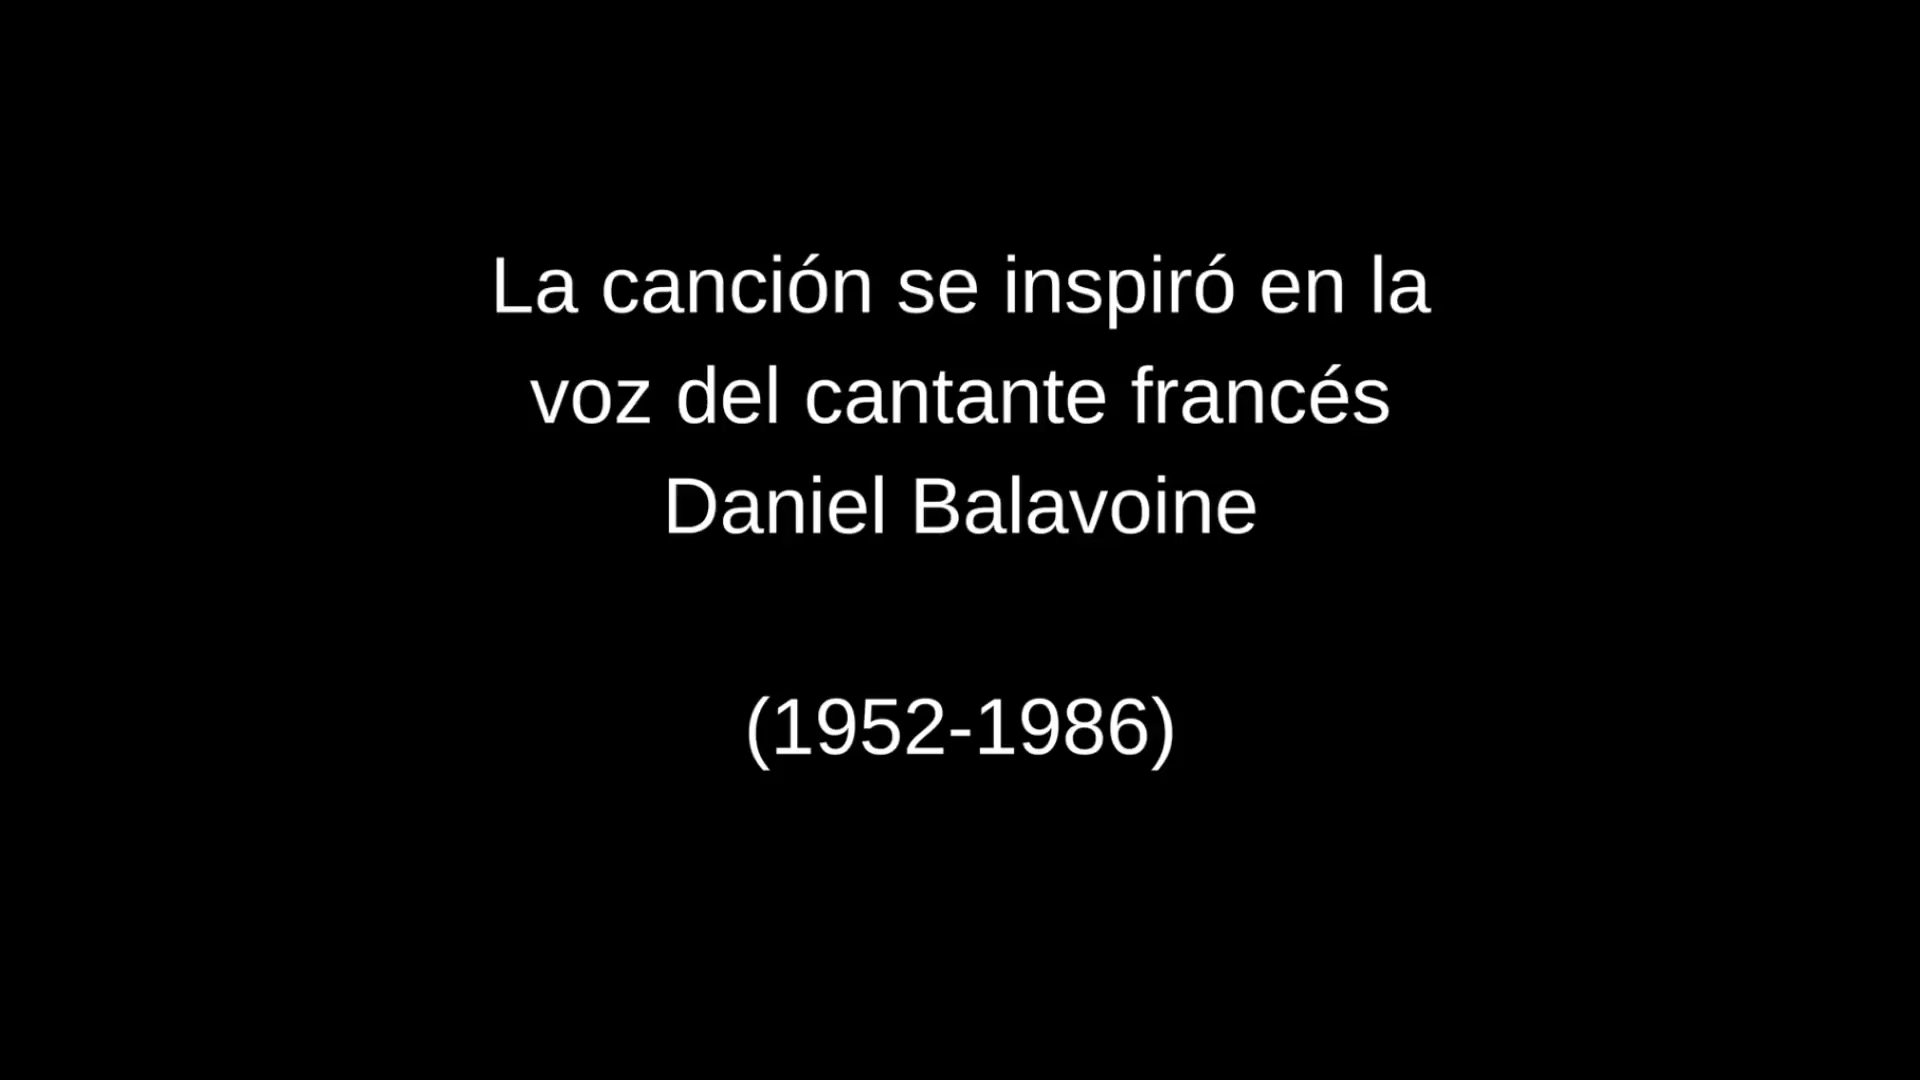 La canción se inspiró en la
voz del cantante francés
Daniel Balavoine
(1952-1986)